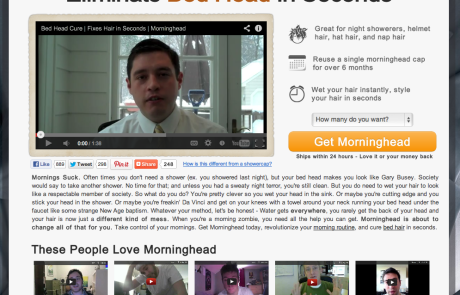 Eliminate Bed Head in Seconds
Bed Head Cure | Fixes Hair in Seconds | Morninghead
0:00 / 1:38
You Tube
Great for night showerers, helmet
hair, hat hair, and nap hair
Reuse a single morninghead cap
for over 6 months
Wet your hair instantly, style
your hair in seconds
How many do you want?
Get Morninghead
Ships within 24 hours - Love it or your money back
Like 893 Tweet 298 Pin it Share 248 How is this different from a showercap?
Mornings Suck. Often times you don't need a shower (ex. you showered last night), but your bed head makes you look like Gary Busey. Society
would say to take another shower. No time for that; and unless you had a sweaty night terror, you're still clean. But you do need to wet your hair to look
like a respectable member of society. So what do you do? You're pretty clever so you wet your head in the sink. Or maybe you're cutting edge and you
stick your head in the shower. Or maybe you're freakin' Da Vinci and get on your knees with a towel around your neck running your bed head under the
faucet like some strange New Age baptism. Whatever your method, let's be honest - Water gets everywhere, you rarely get the back of your head and
your hair is now just a different kind of mess. When you're a morning zombie, you need all the help you can get. Morninghead is about to
change all of that for you. Take control of your mornings. Get Morninghead today, revolutionize your morning routine, and cure bed hair in seconds.
These People Love Morninghead